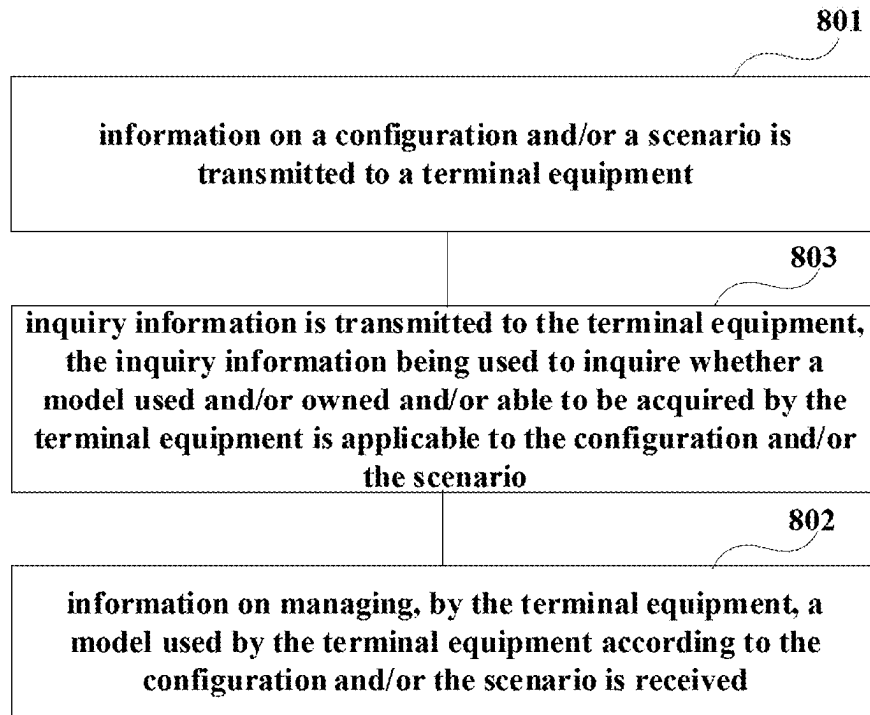 801
information on a configuration and/or a scenario is
transmitted to a terminal equipment
803
inquiry information is transmitted to the terminal equipment,
the inquiry information being used to inquire whether a
model used and/or owned and/or able to be acquired by the
terminal equipment is applicable to the configuration and/or
the scenario
802
information on managing, by the terminal equipment, a
model used by the terminal equipment according to the
configuration and/or the scenario is received